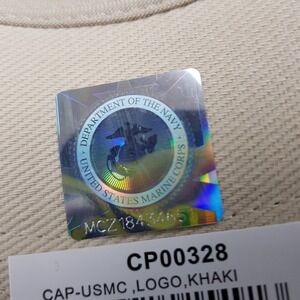 DEPARTMENT OF THE NAVY
UNITED STATES MARINE CORPS
CP00328
CAP-USMC ,LOGO,KHAKI